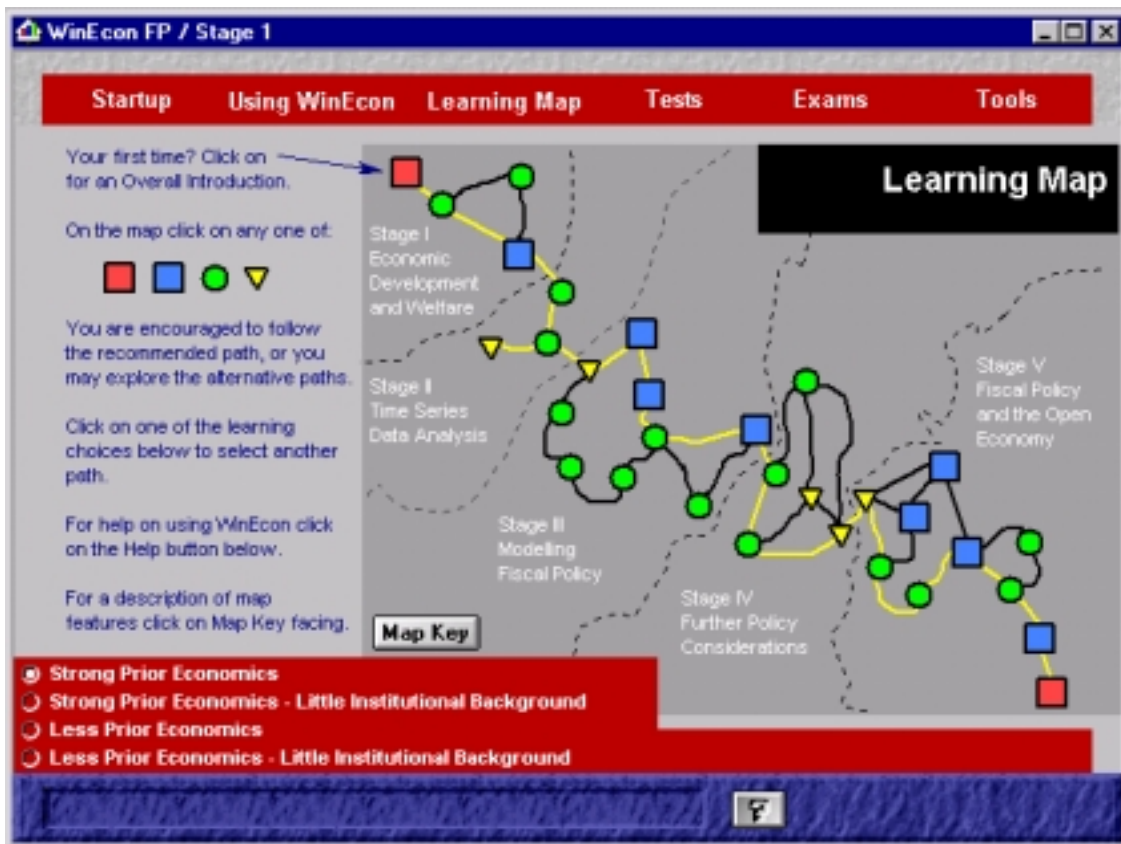 WinEcon FP / Stage 1
Startup Using WinEcon Learning Map Tests Exams Tools
Your first time? Click on
for an Overall Introduction.
On the map click on any one of:
You are encouraged to follow
the recommended path, or you
may explore the alternative paths.
Click on one of the learning
choices below to select another
path.
For help on using WinEcon click
on the Help button below.
For a description of map
features click on Map Key facing.
Learning Map
Stage I
Economic
Development
and Welfare
Stage II
Time Series
Data Analysis
Stage III
Modelling
Fiscal Policy
Stage IV
Further Policy
Considerations
Stage V
Fiscal Policy
and the Open
Economy
Map Key
Strong Prior Economics
Strong Prior Economics - Little Institutional Background
Less Prior Economics
Less Prior Economics - Little Institutional Background
?